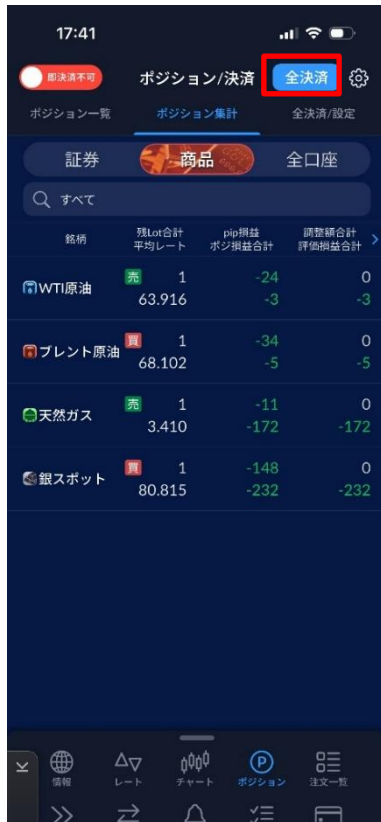 17:41
即決済不可 ポジション/決済 全決済
ポジション一覧 ポジション集計 全決済/設定
証券 商品 全口座
すべて
銘柄 残Lot合計 pip損益 調整額合計
平均レート ポジ損益合計 評価損益合計
WTI原油 売 1 -24 0
63.916 -3 -3
ブレント原油 買 1 -34 0
68.102 -5 -5
天然ガス 売 1 -11 0
3.410 -172 -172
銀スポット 買 1 -148 0
80.815 -232 -232
情報 レート チャート ポジション 注文一覧